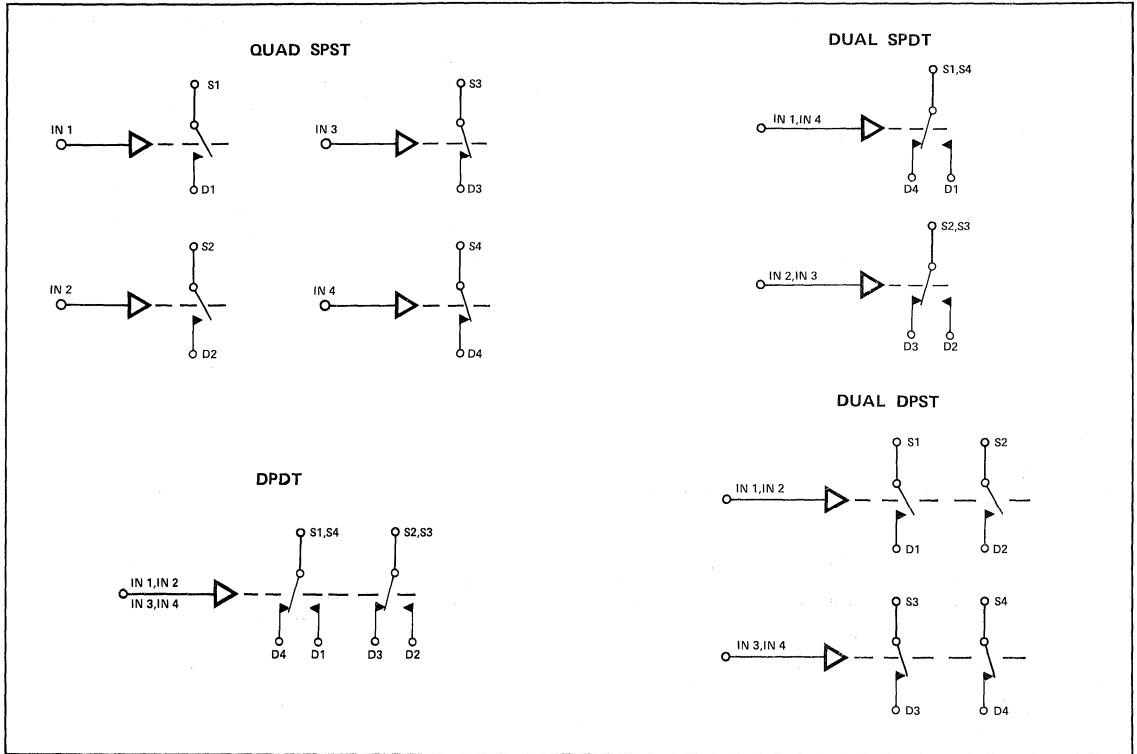 QUAD SPST
S1
IN 1
D1
S3
IN 3
D3
S2
IN 2
D2
S4
IN 4
D4
DUAL SPDT
S1,S4
IN 1,IN 4
D4 D1
S2,S3
IN 2,IN 3
D3 D2
DPDT
S1,S4 S2,S3
IN 1,IN 2
IN 3,IN 4
D4 D1 D3 D2
DUAL DPST
S1 S2
IN 1,IN 2
D1 D2
S3 S4
IN 3,IN 4
D3 D4